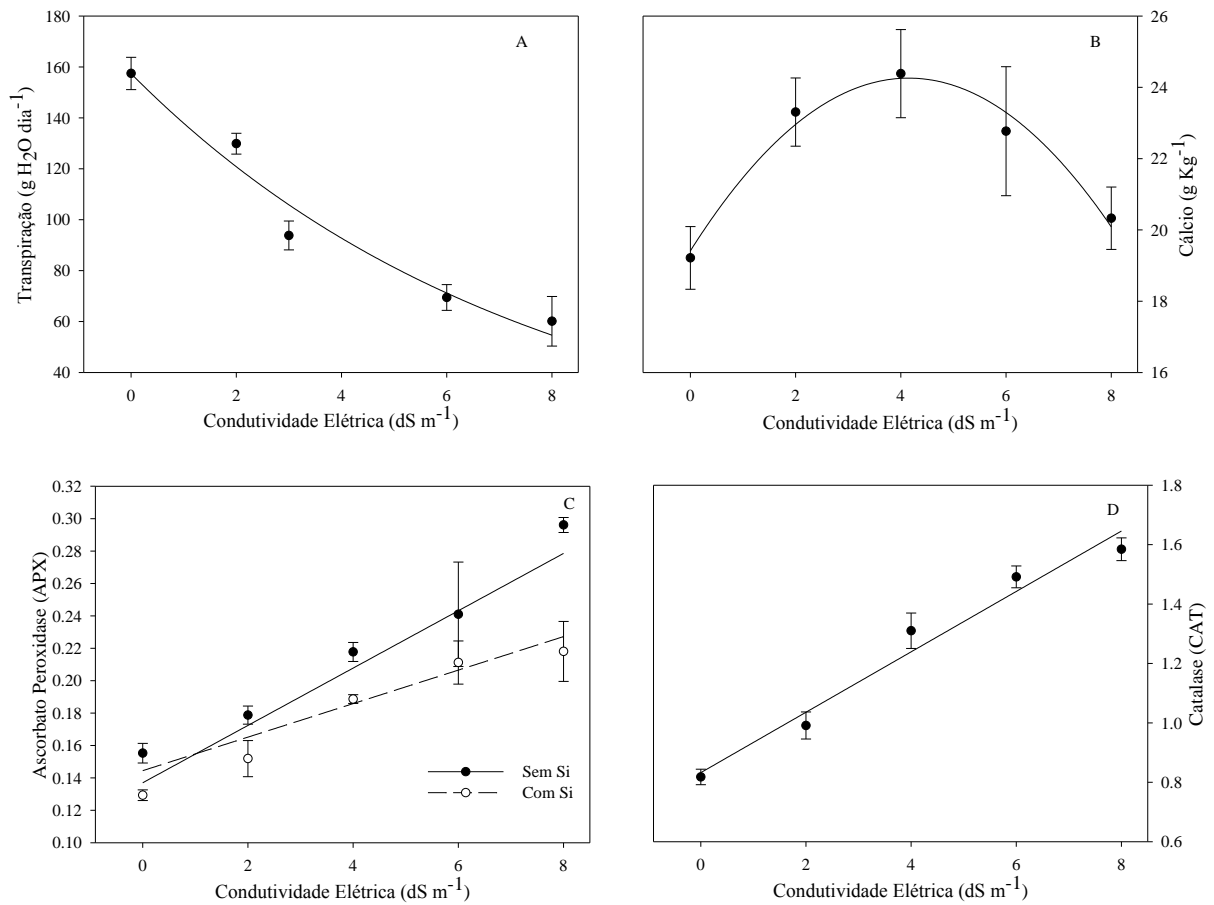 A
Transpiração (g H₂O dia⁻¹)
180
160
140
120
100
80
60
40
0 2 4 6 8
Condutividade Elétrica (dS m⁻¹)
B
Cálcio (g Kg⁻¹)
26
24
22
20
18
16
0 2 4 6 8
Condutividade Elétrica (dS m⁻¹)
C
Ascorbato Peroxidase (APX)
0.32
0.30
0.28
0.26
0.24
0.22
0.20
0.18
0.16
0.14
0.12
0.10
Sem Si
Com Si
0 2 4 6 8
Condutividade Elétrica (dS m⁻¹)
D
Catalase (CAT)
1.8
1.6
1.4
1.2
1.0
0.8
0.6
0 2 4 6 8
Condutividade Elétrica (dS m⁻¹)